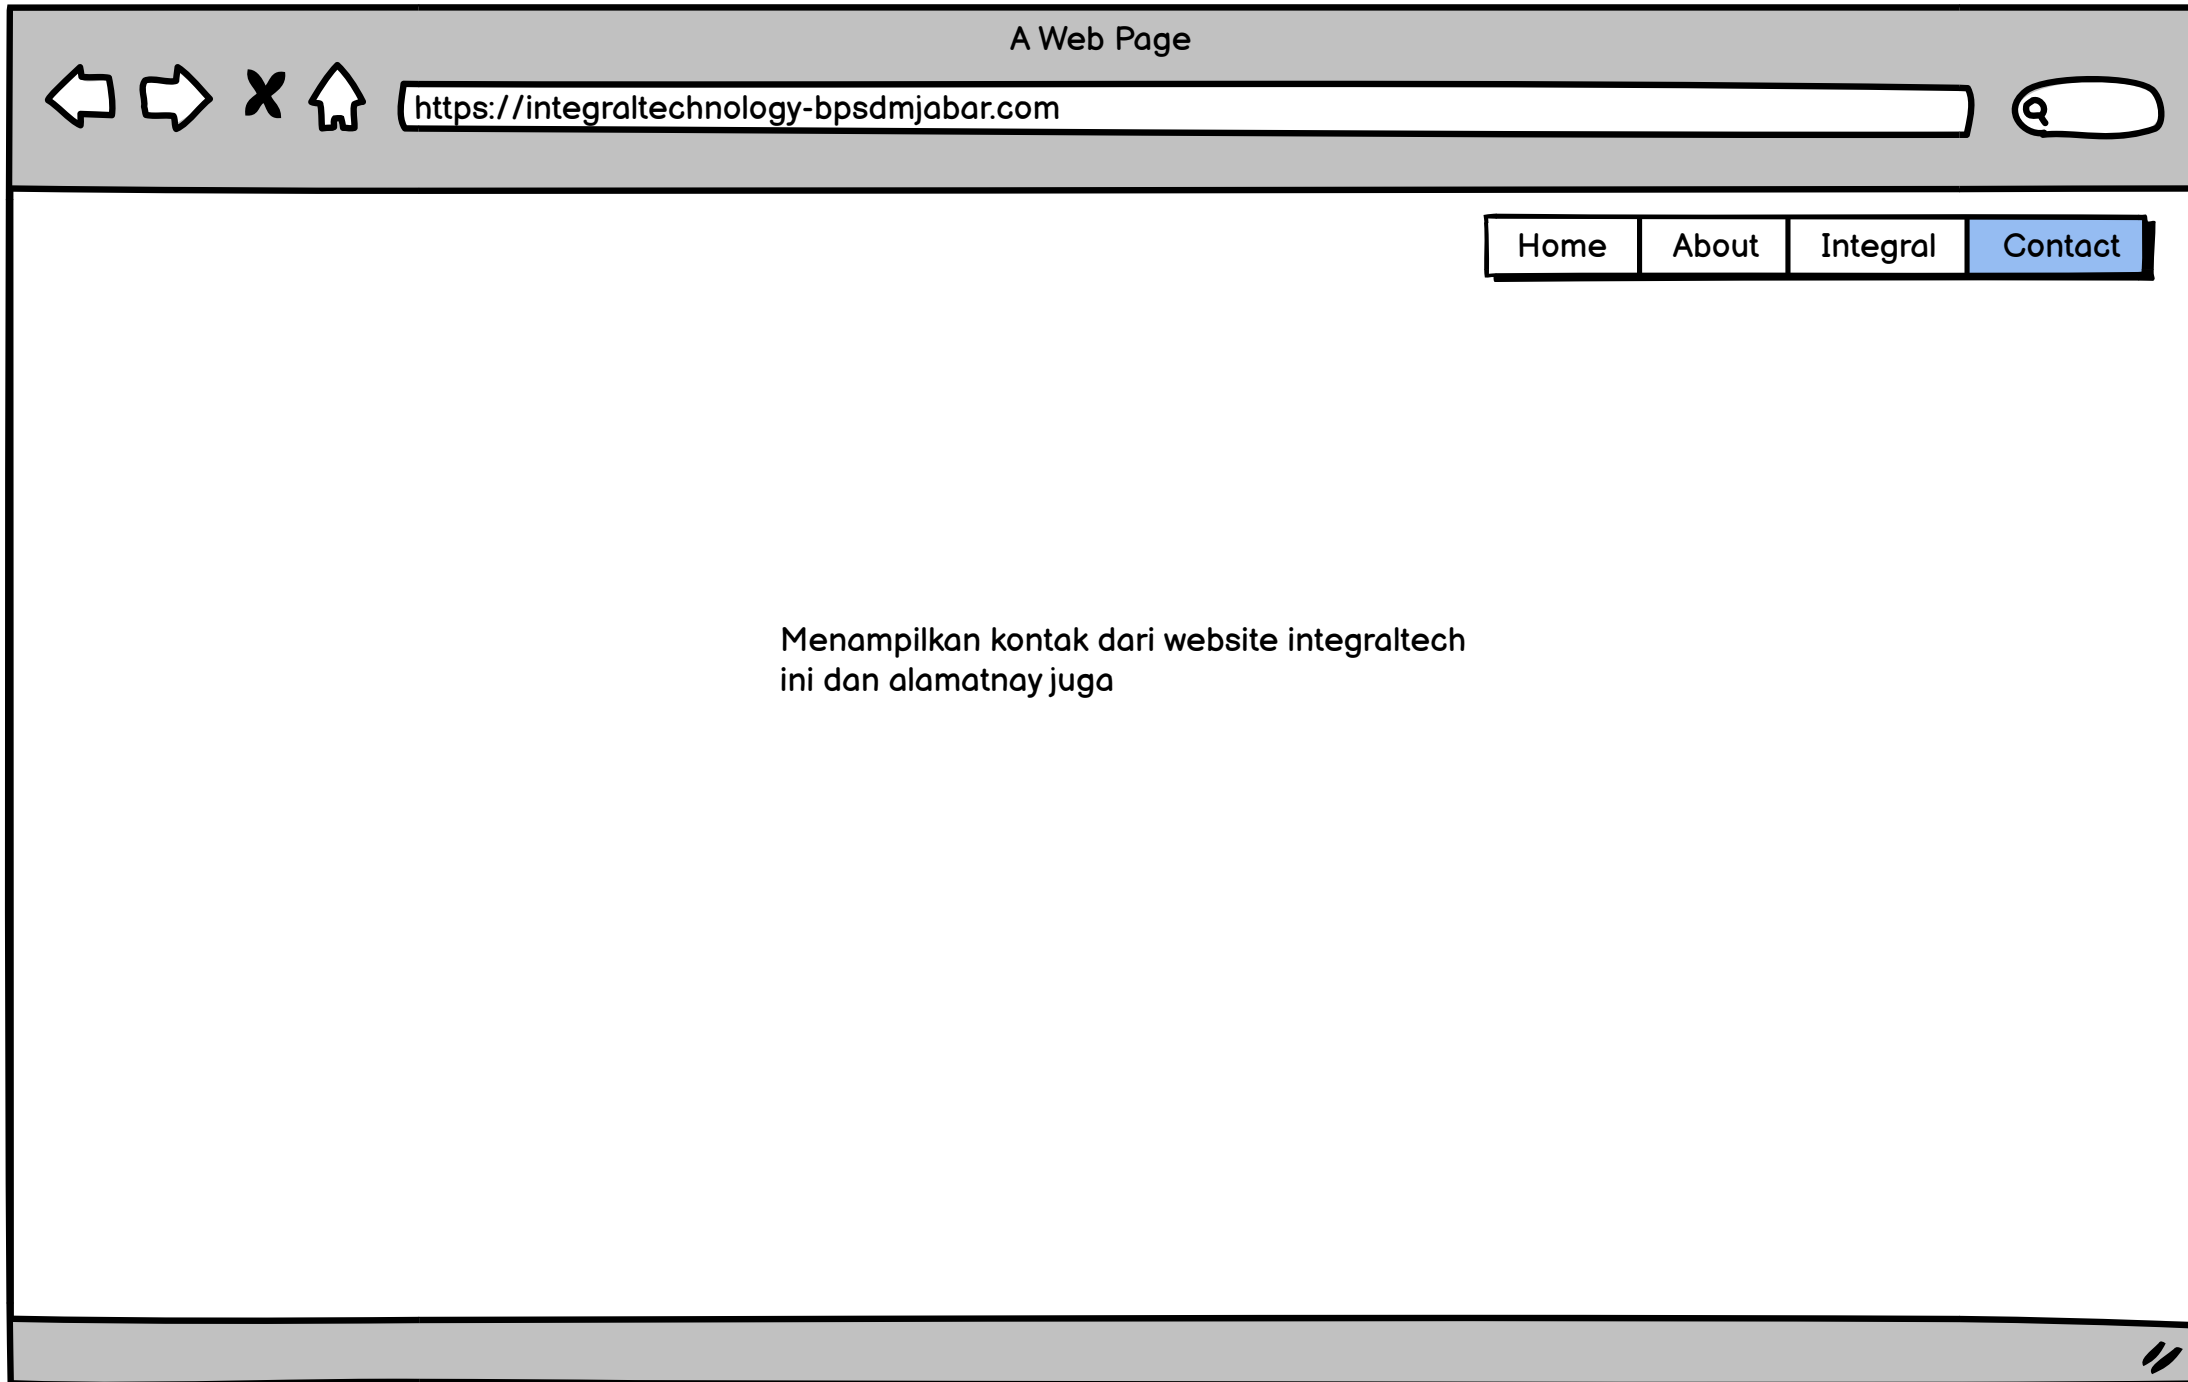 A Web Page
https://integraltechnology-bpsdmjabar.com
Home About Integral Contact
Menampilkan kontak dari website integraltech
ini dan alamatnay juga